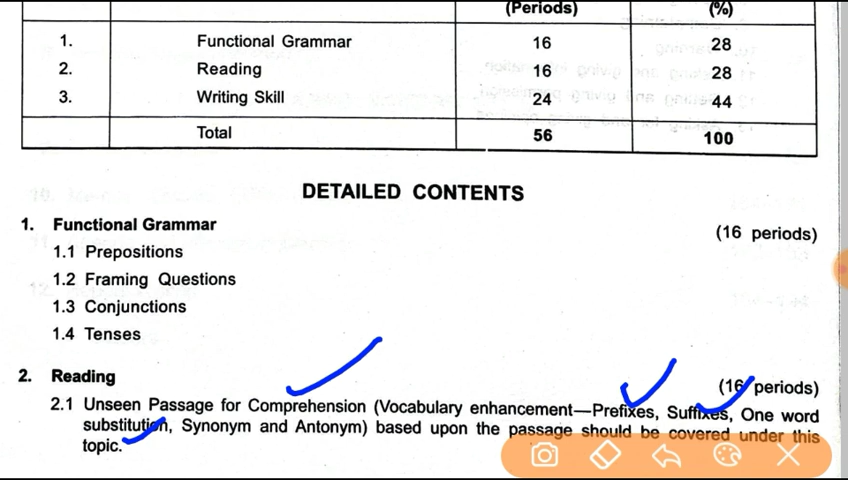 (Periods) (%)
1. Functional Grammar 16 28
2. Reading 16 28
3. Writing Skill 24 44
Total 56 100
DETAILED CONTENTS
1. Functional Grammar (16 periods)
1.1 Prepositions
1.2 Framing Questions
1.3 Conjunctions
1.4 Tenses
2. Reading (16 periods)
2.1 Unseen Passage for Comprehension (Vocabulary enhancement—Prefixes, Suffixes, One word
substitution, Synonym and Antonym) based upon the passage should be covered under this
topic.